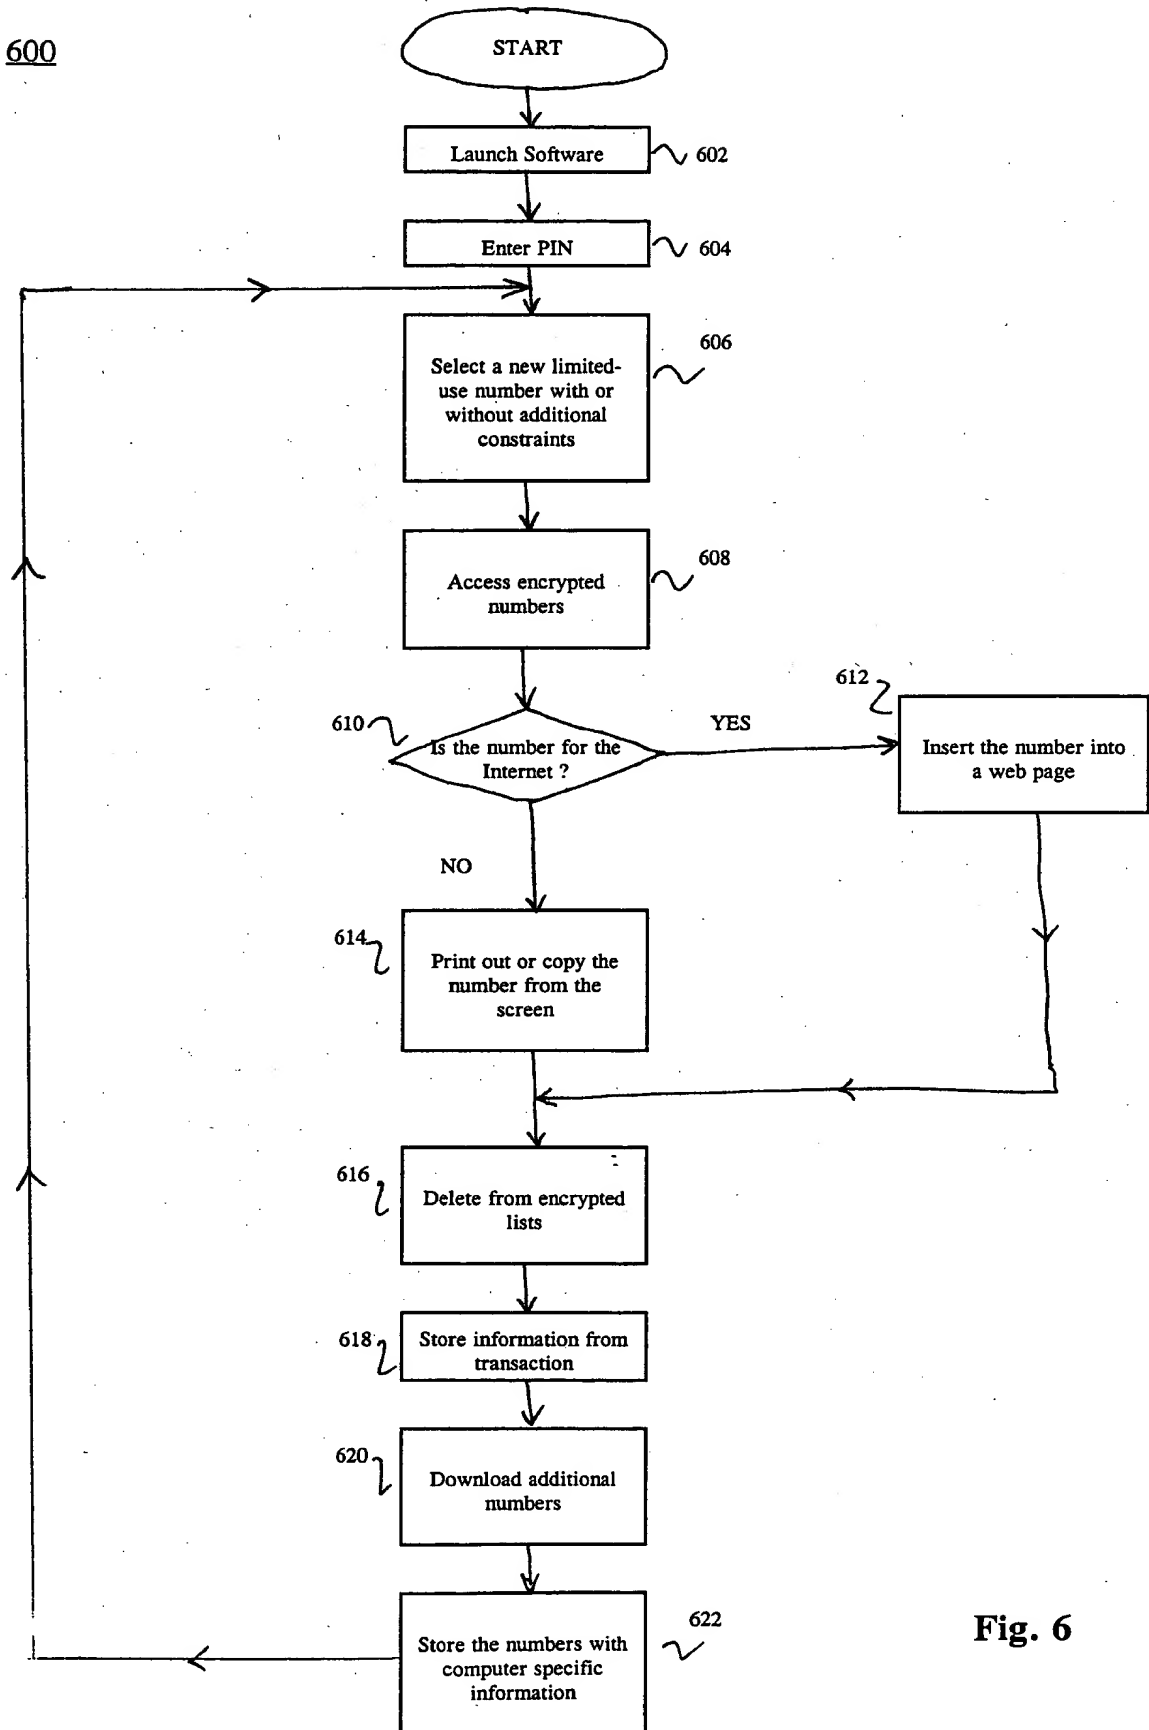 600
START
Launch Software
602
Enter PIN
604
606
Select a new limited-
use number with or
without additional
constraints
608
Access encrypted
numbers
610
Is the number for the
Internet ?
YES
612
Insert the number into
a web page
NO
614
Print out or copy the
number from the
screen
616
Delete from encrypted
lists
618
Store information from
transaction
620
Download additional
numbers
622
Store the numbers with
computer specific
information
Fig. 6